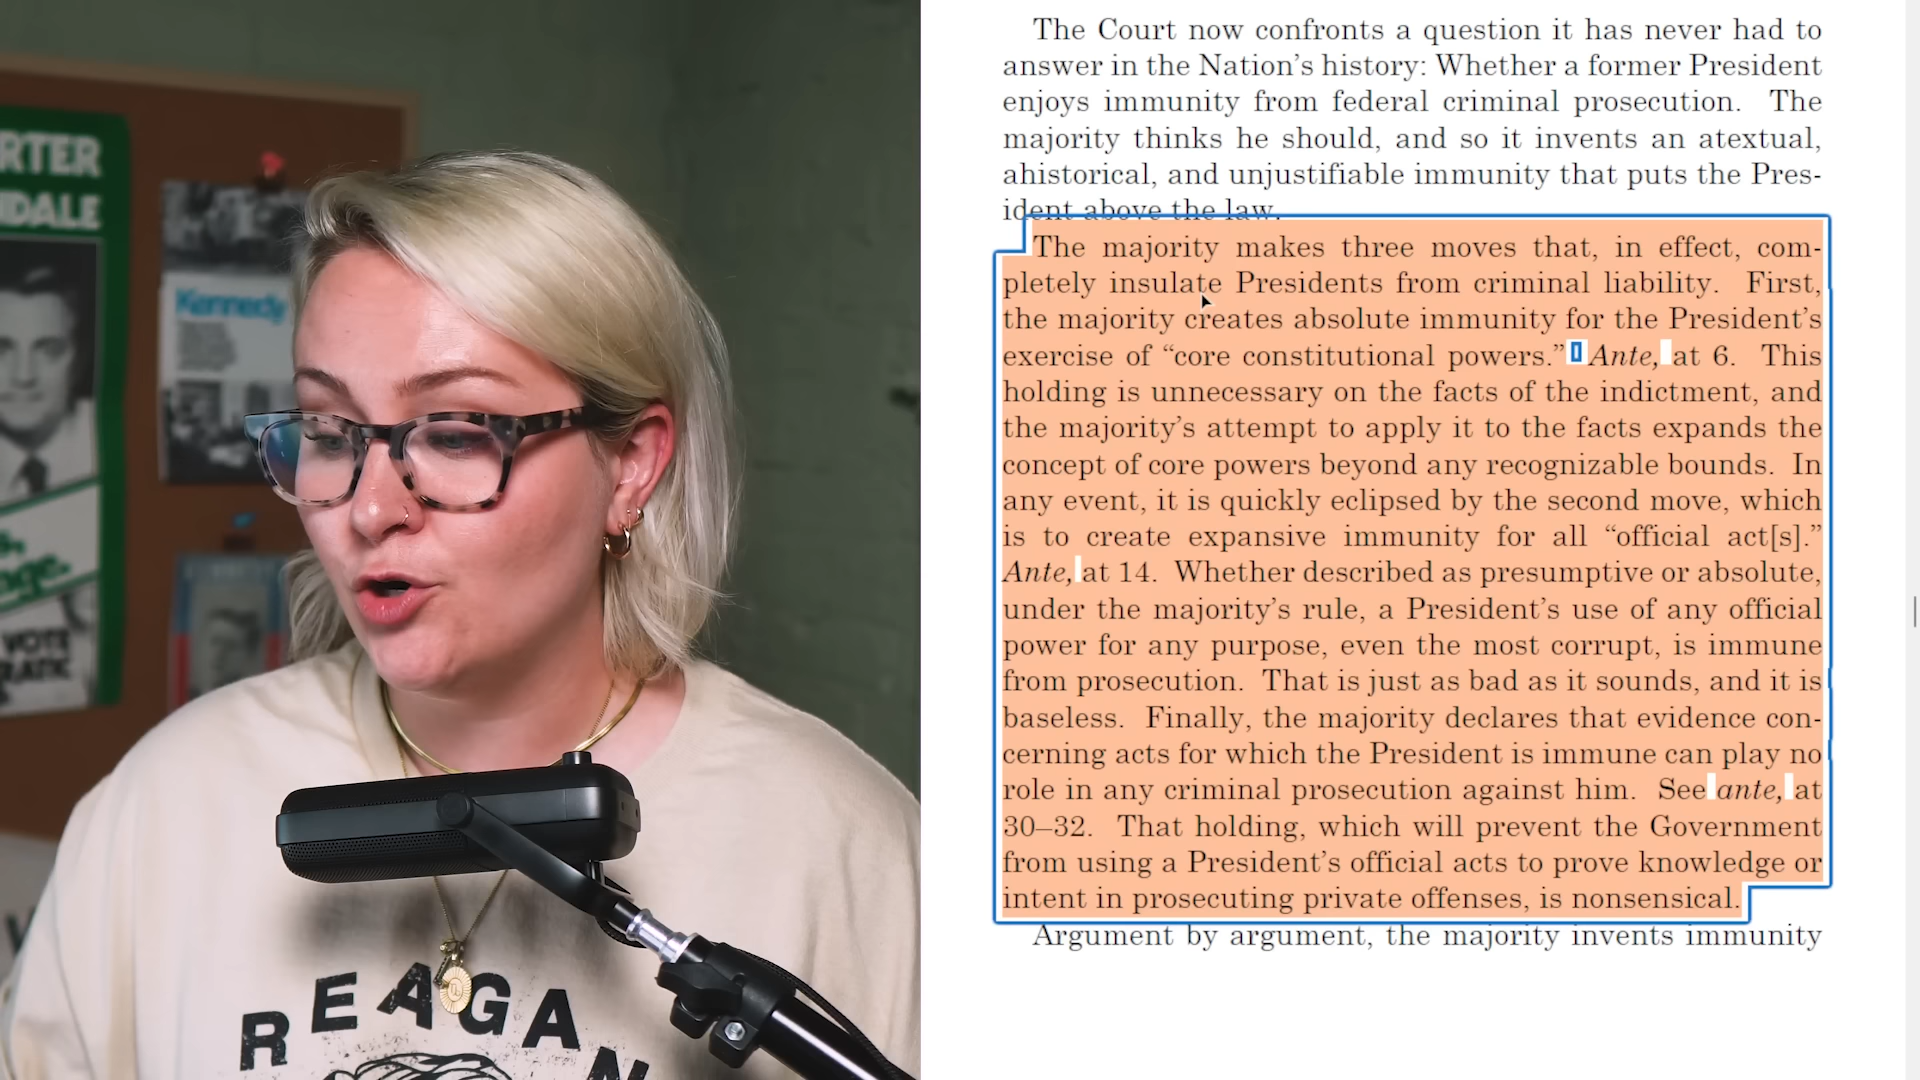 RTER
DALE
Kennedy
VOTE
REAGAN
The Court now confronts a question it has never had to
answer in the Nation's history: Whether a former President
enjoys immunity from federal criminal prosecution. The
majority thinks he should, and so it invents an atextual,
ahistorical, and unjustifiable immunity that puts the Pres-
ident above the law.
The majority makes three moves that, in effect, com-
pletely insulate Presidents from criminal liability. First,
the majority creates absolute immunity for the President's
exercise of “core constitutional powers.” Ante, at 6. This
holding is unnecessary on the facts of the indictment, and
the majority's attempt to apply it to the facts expands the
concept of core powers beyond any recognizable bounds. In
any event, it is quickly eclipsed by the second move, which
is to create expansive immunity for all “official act[s].”
Ante, at 14. Whether described as presumptive or absolute,
under the majority's rule, a President's use of any official
power for any purpose, even the most corrupt, is immune
from prosecution. That is just as bad as it sounds, and it is
baseless. Finally, the majority declares that evidence con-
cerning acts for which the President is immune can play no
role in any criminal prosecution against him. See ante, at
30–32. That holding, which will prevent the Government
from using a President's official acts to prove knowledge or
intent in prosecuting private offenses, is nonsensical.
Argument by argument, the majority invents immunity